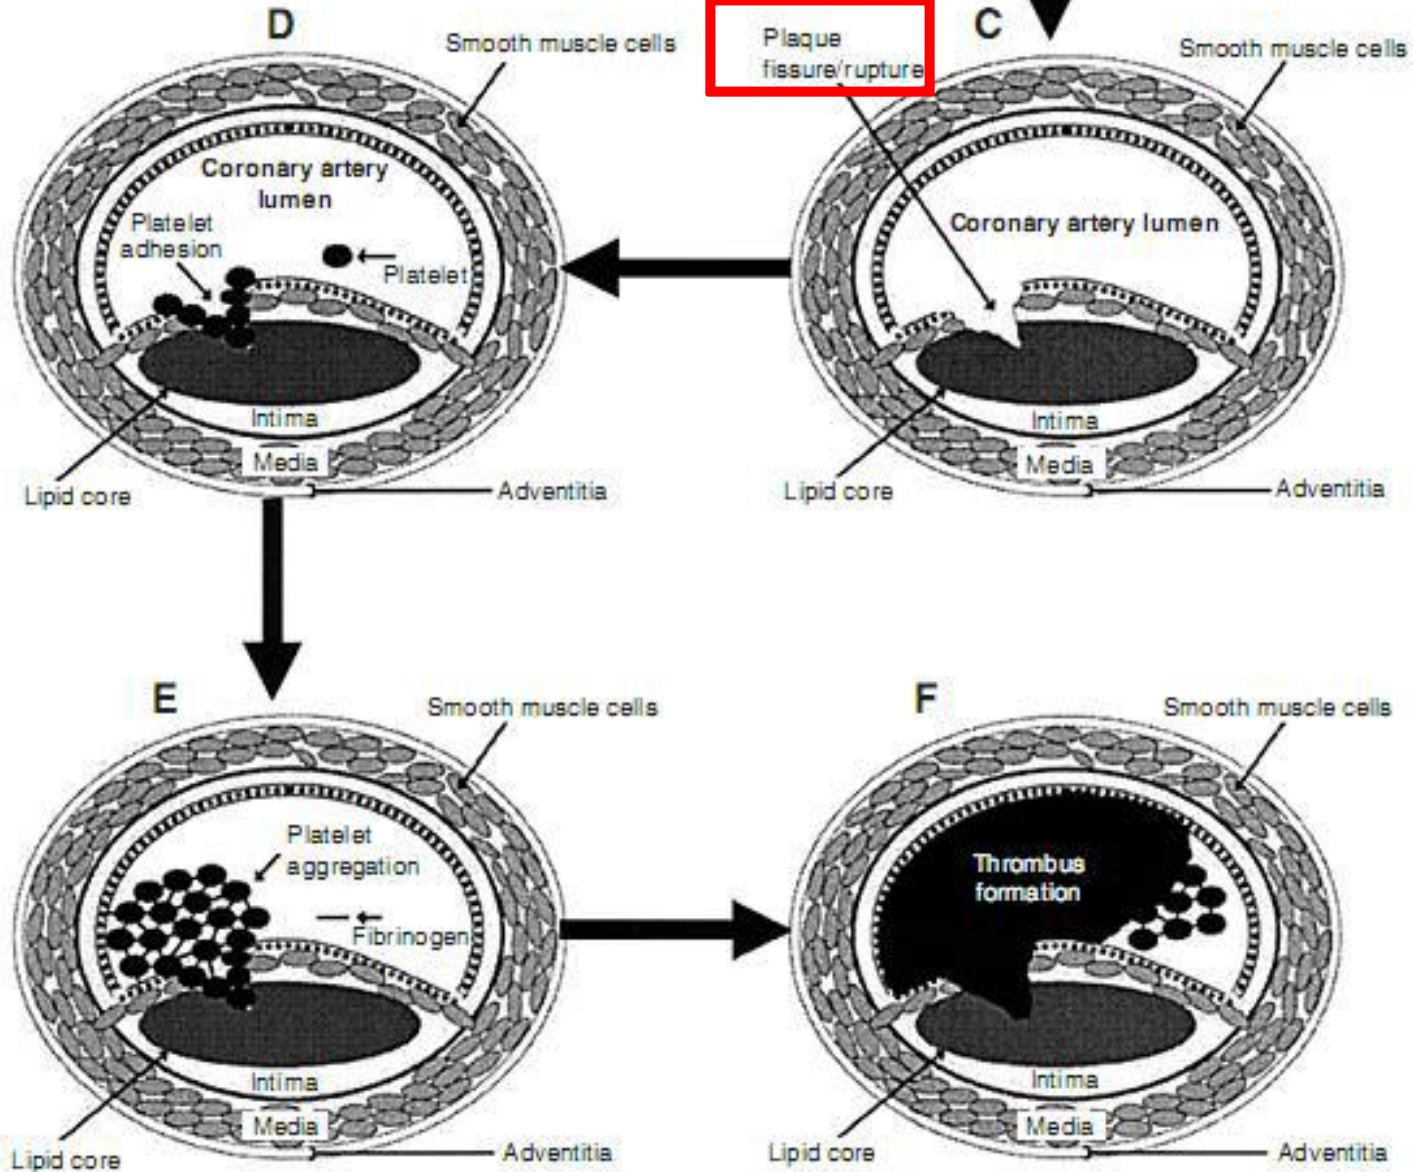 D
Smooth muscle cells
Coronary artery
lumen
Platelet
adhesion
Platelet
Intima
Media
Lipid core
Adventitia
Plaque
fissure/rupture
C
Smooth muscle cells
Coronary artery lumen
Intima
Media
Lipid core
Adventitia
E
Smooth muscle cells
Platelet
aggregation
Fibrinogen
Intima
Media
Lipid core
Adventitia
F
Smooth muscle cells
Thrombus
formation
Intima
Media
Lipid core
Adventitia